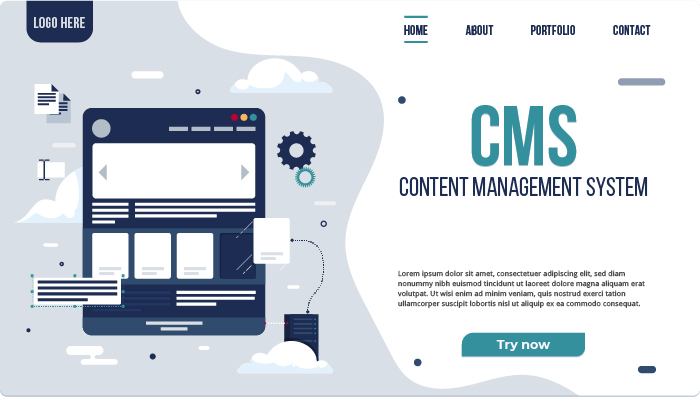 LOGO HERE
HOME ABOUT PORTFOLIO CONTACT
CMS
CONTENT MANAGEMENT SYSTEM
Lorem ipsum dolor sit amet, consectetuer adipiscing elit, sed diam
nonummy nibh euismod tincidunt ut laoreet dolore magna aliquam erat
volutpat. Ut wisi enim ad minim veniam, quis nostrud exerci tation
ullamcorper suscipit lobortis nisl ut aliquip ex ea commodo consequat.
Try now